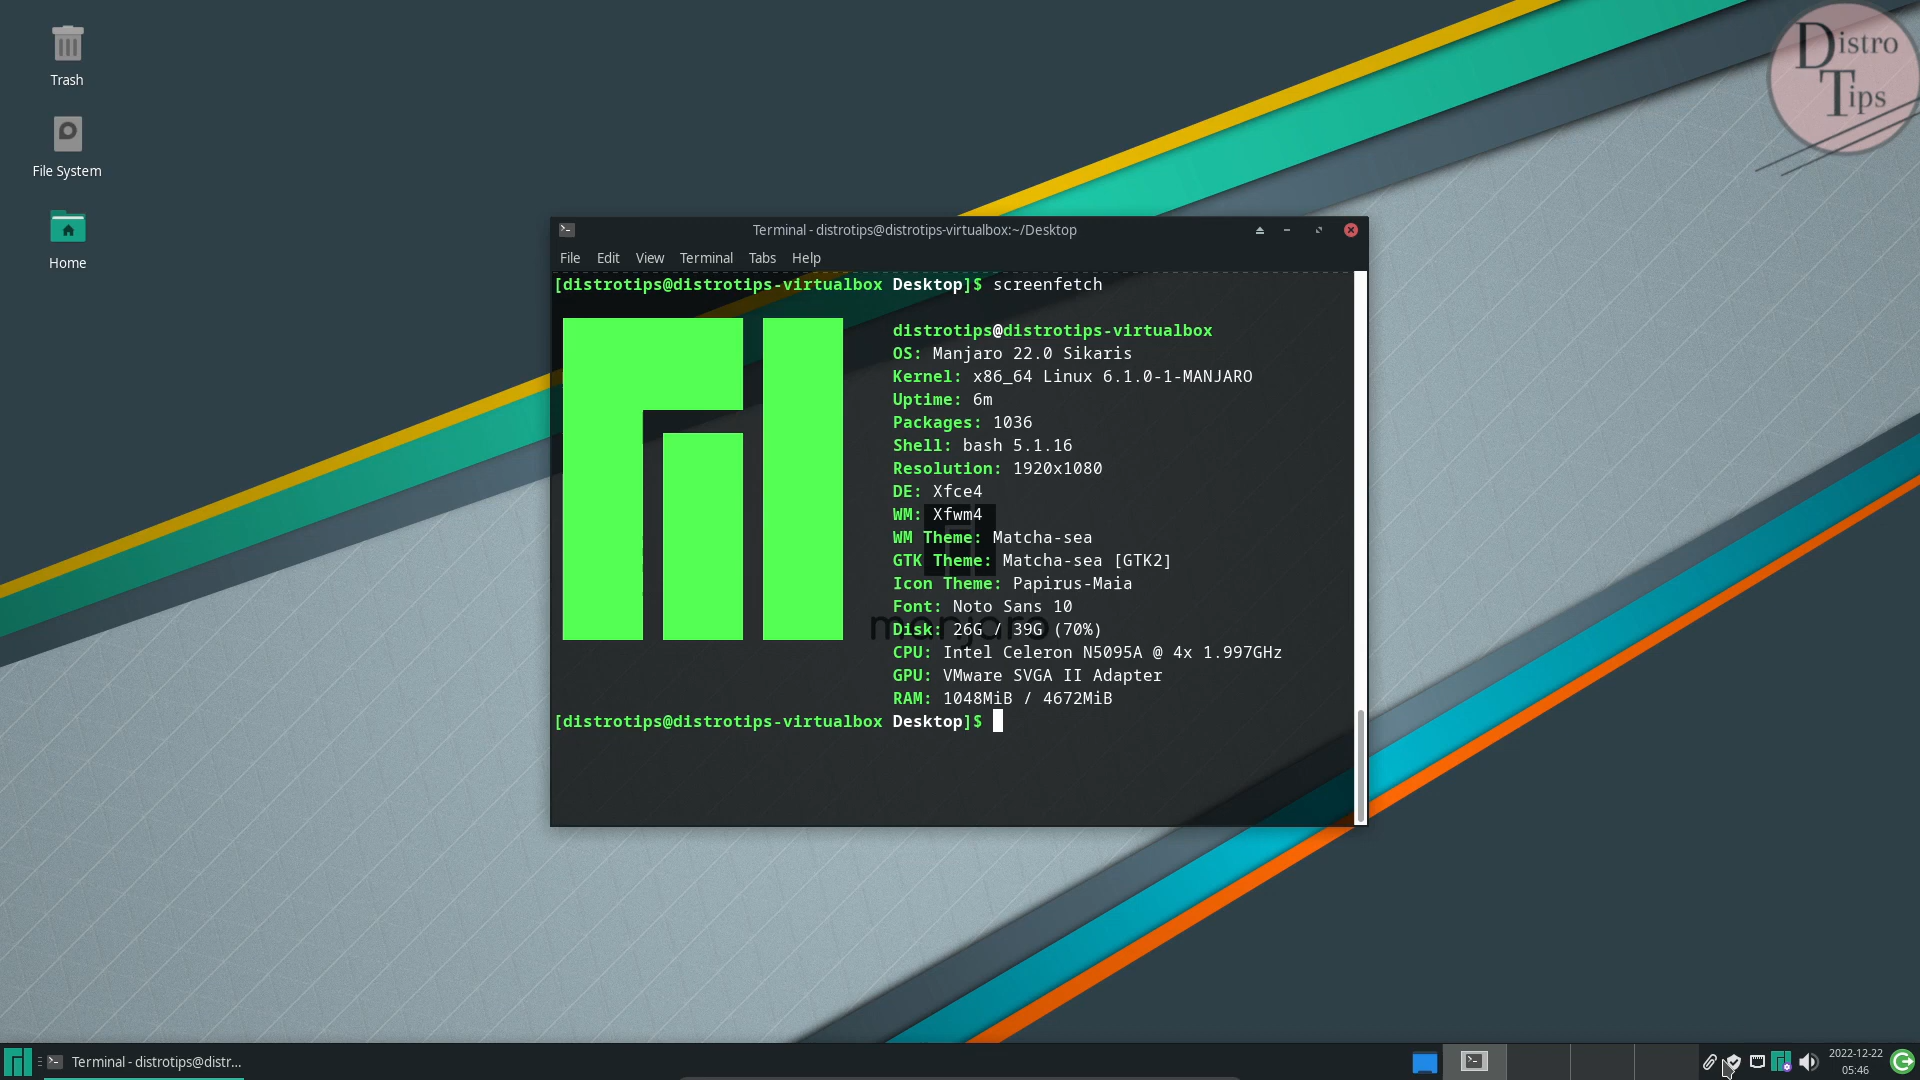 Trash
File System
Home
Distro
Tips
Terminal - distrotips@distrotips-virtualbox:~/Desktop
File Edit View Terminal Tabs Help
[distrotips@distrotips-virtualbox Desktop]$ screenfetch
distrotips@distrotips-virtualbox
OS: Manjaro 22.0 Sikaris
Kernel: x86_64 Linux 6.1.0-1-MANJARO
Uptime: 6m
Packages: 1036
Shell: bash 5.1.16
Resolution: 1920x1080
DE: Xfce4
WM: Xfwm4
WM Theme: Matcha-sea
GTK Theme: Matcha-sea [GTK2]
Icon Theme: Papirus-Maia
Font: Noto Sans 10
Disk: 26G / 39G (70%)
CPU: Intel Celeron N5095A @ 4x 1.997GHz
GPU: VMware SVGA II Adapter
RAM: 1048MiB / 4672MiB
[distrotips@distrotips-virtualbox Desktop]$
manjaro
Terminal - distrotips@distr...
2022-12-22
05:46